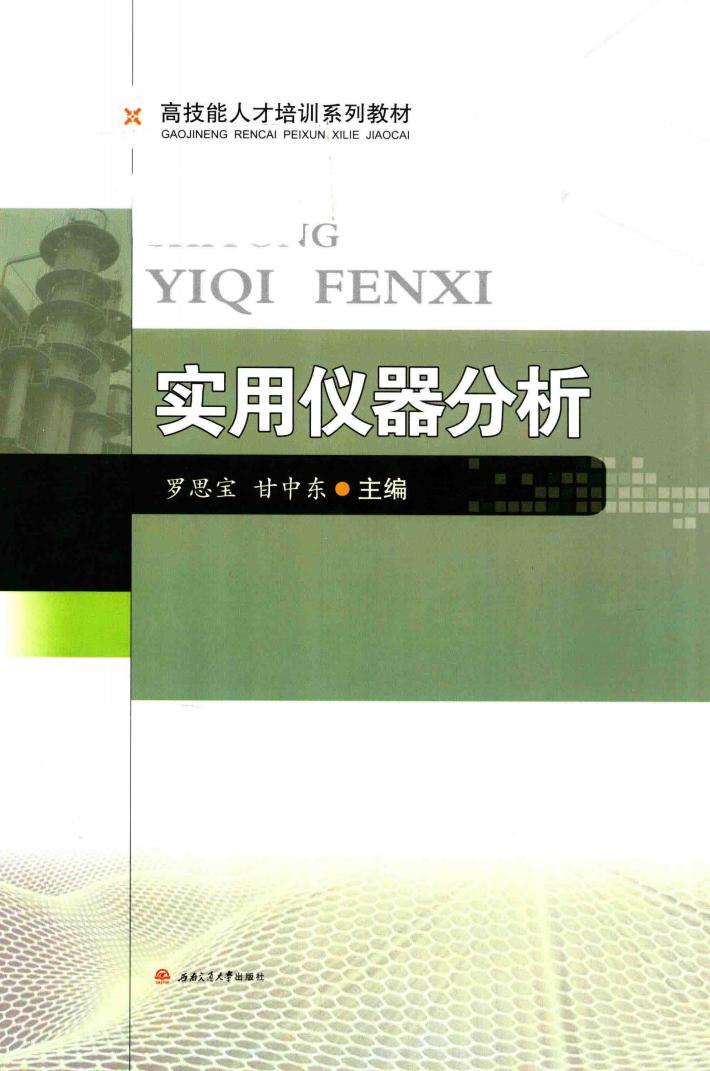 高技能人才培训系列教材
GAOJINENG RENCAI PEIXUN XILIE JIAOCAI
YIQI FENXI
实用仪器分析
罗思宝 甘中东 ● 主编
西南交通大学出版社